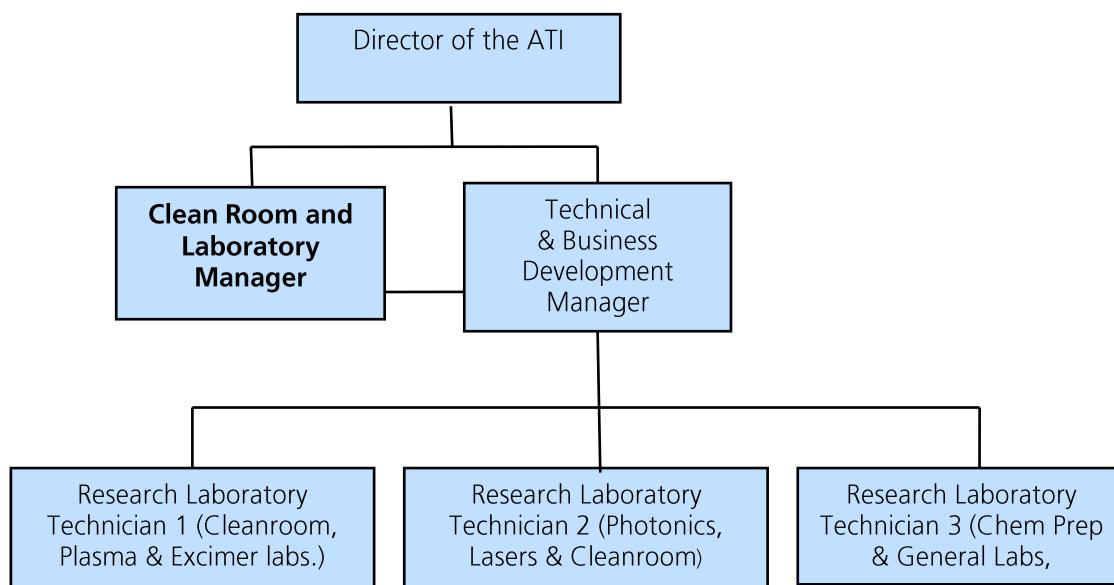 Director of the ATI
Clean Room and
Laboratory
Manager
Technical
& Business
Development
Manager
Research Laboratory
Technician 1 (Cleanroom,
Plasma & Excimer labs.)
Research Laboratory
Technician 2 (Photonics,
Lasers & Cleanroom)
Research Laboratory
Technician 3 (Chem Prep
& General Labs,